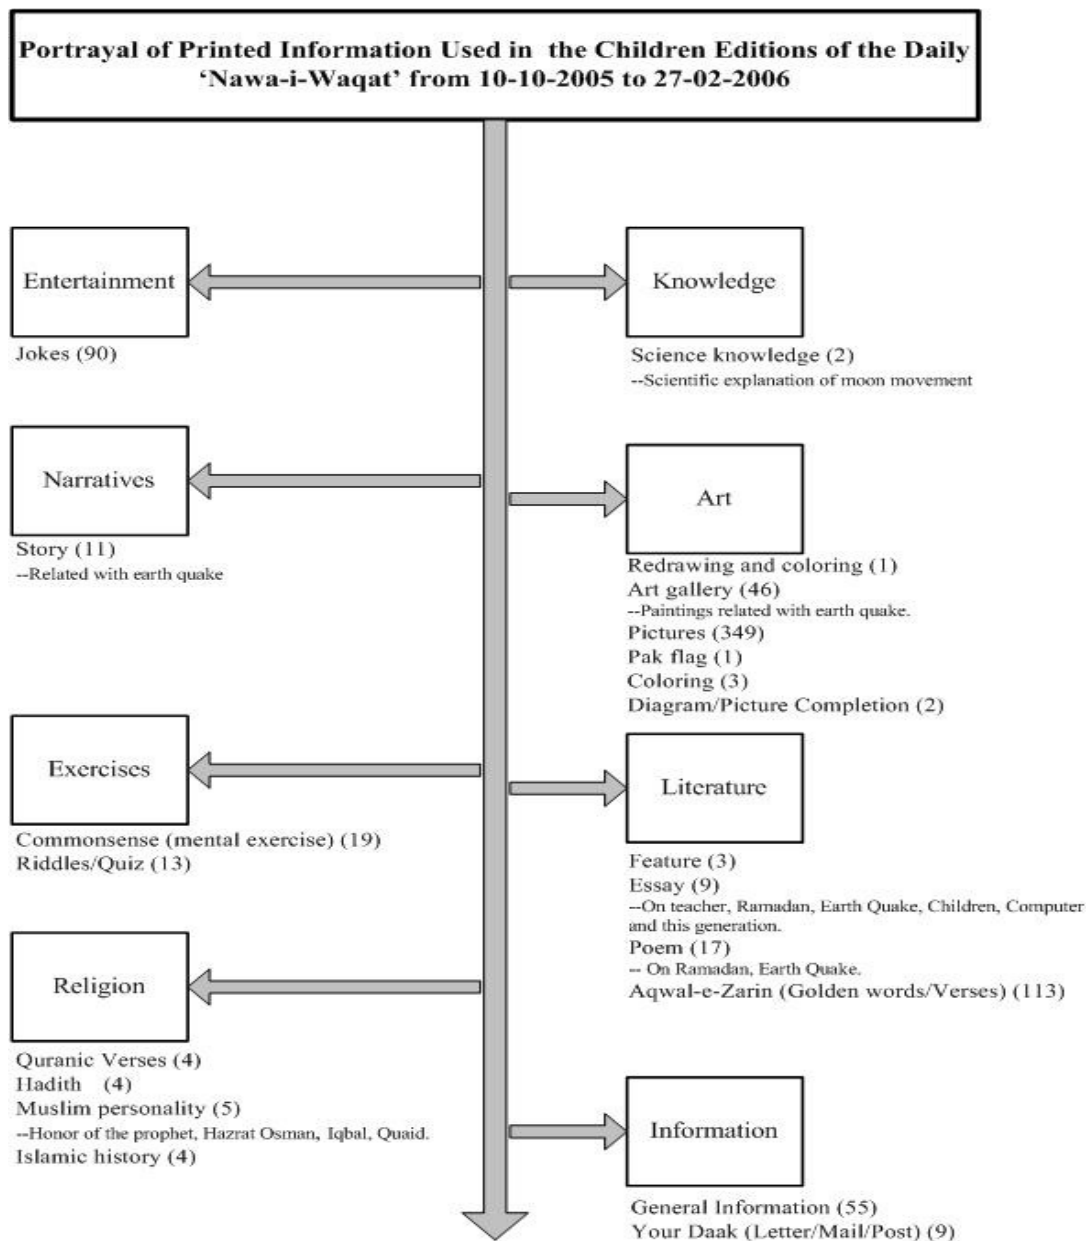 Portrayal of Printed Information Used in the Children Editions of the Daily
‘Nawa-i-Waqat’ from 10-10-2005 to 27-02-2006
Entertainment
Jokes (90)
Knowledge
Science knowledge (2)
--Scientific explanation of moon movement
Narratives
Story (11)
--Related with earth quake
Art
Redrawing and coloring (1)
Art gallery (46)
--Paintings related with earth quake.
Pictures (349)
Pak flag (1)
Coloring (3)
Diagram/Picture Completion (2)
Exercises
Commonsense (mental exercise) (19)
Riddles/Quiz (13)
Literature
Feature (3)
Essay (9)
--On teacher, Ramadan, Earth Quake, Children, Computer
and this generation.
Poem (17)
-- On Ramadan, Earth Quake.
Aqwal-e-Zarin (Golden words/Verses) (113)
Religion
Quranic Verses (4)
Hadith (4)
Muslim personality (5)
--Honor of the prophet, Hazrat Osman, Iqbal, Quaid.
Islamic history (4)
Information
General Information (55)
Your Daak (Letter/Mail/Post) (9)